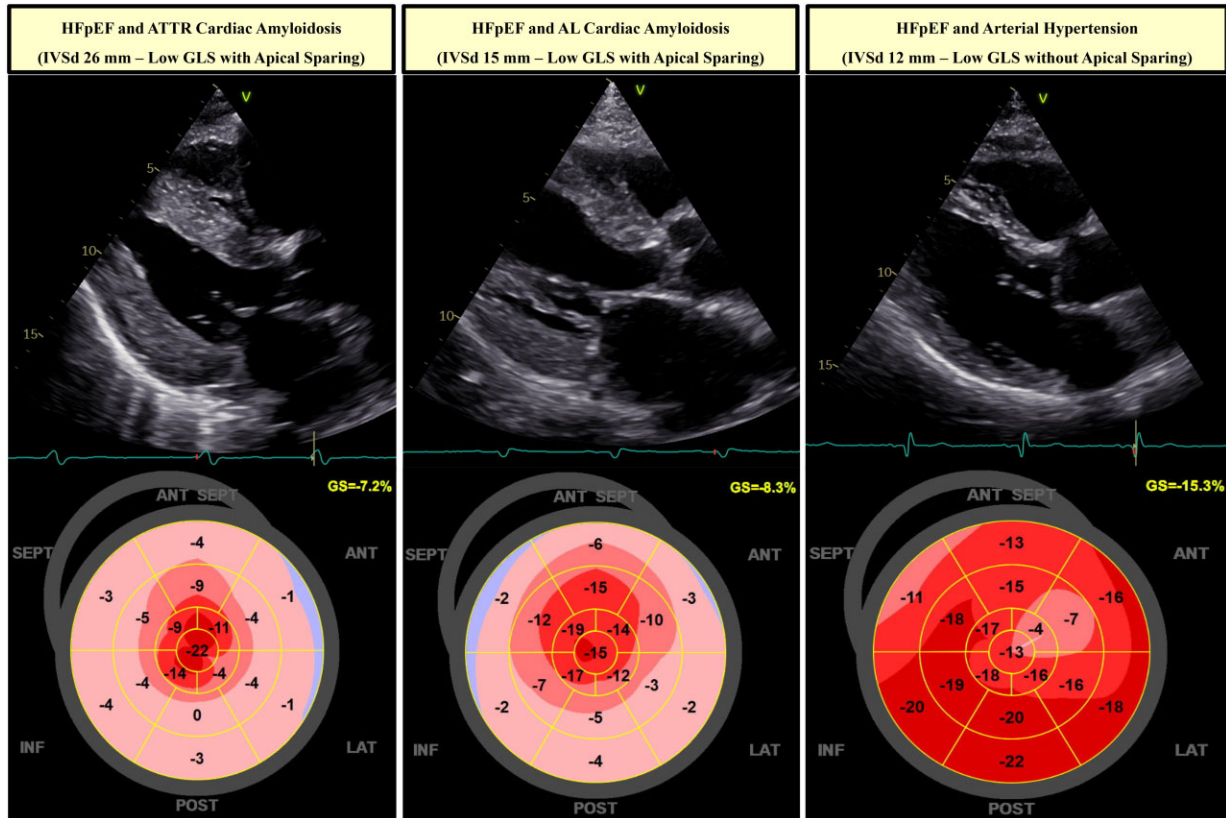 HFpEF and ATTR Cardiac Amyloidosis
(IVSd 26 mm – Low GLS with Apical Sparing)
V
5
10
15
GS=-7.2%
ANT SEPT
SEPT
ANT
-4
-3
-1
-9
-5
-4
-9
-11
-22
-14
-4
-4
-4
-4
-1
0
INF
LAT
-3
POST
HFpEF and AL Cardiac Amyloidosis
(IVSd 15 mm – Low GLS with Apical Sparing)
V
5
10
GS=-8.3%
ANT SEPT
SEPT
ANT
-6
-2
-3
-15
-12
-10
-19
-14
-15
-17
-12
-7
-3
-2
-2
-5
INF
LAT
-4
POST
HFpEF and Arterial Hypertension
(IVSd 12 mm – Low GLS without Apical Sparing)
V
5
10
15
GS=-15.3%
ANT SEPT
SEPT
ANT
-13
-11
-16
-15
-18
-7
-17
-4
-13
-18
-16
-19
-16
-20
-18
-20
INF
LAT
-22
POST